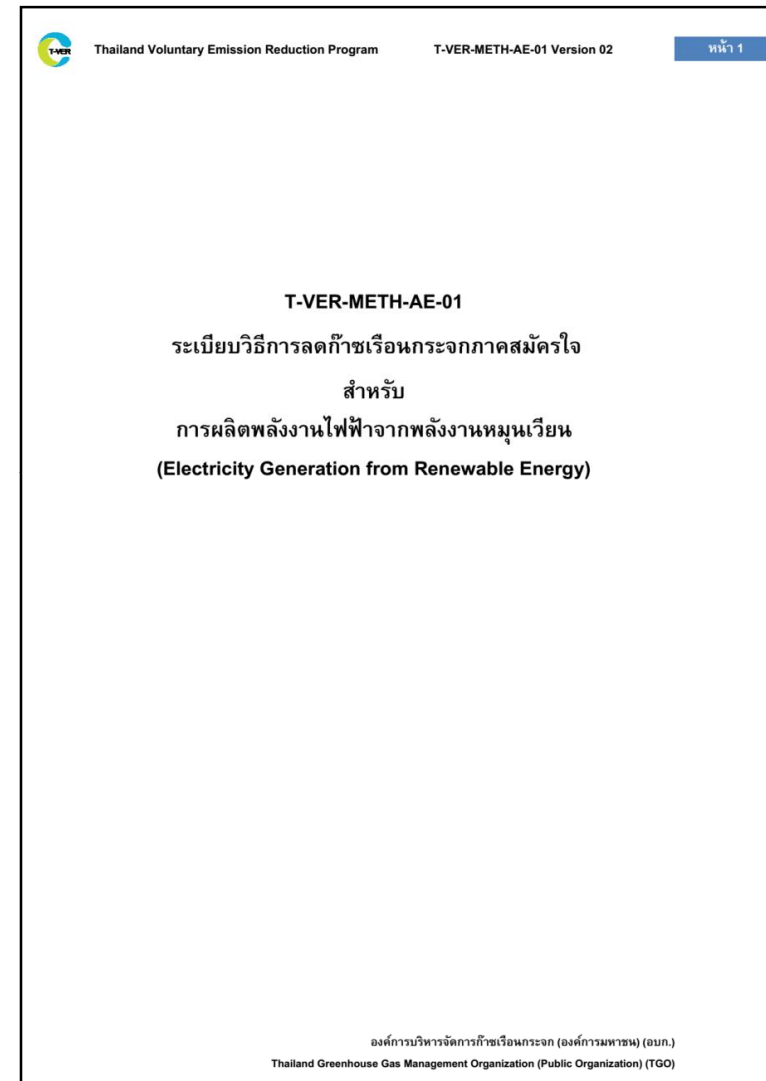 T-VER
Thailand Voluntary Emission Reduction Program T-VER-METH-AE-01 Version 02 หน้า 1
T-VER-METH-AE-01
ระเบียบวิธีการลดก๊าซเรือนกระจกภาคสมัครใจ
สำหรับ
การผลิตพลังงานไฟฟ้าจากพลังงานหมุนเวียน
(Electricity Generation from Renewable Energy)
องค์การบริหารจัดการก๊าซเรือนกระจก (องค์การมหาชน) (อบก.)
Thailand Greenhouse Gas Management Organization (Public Organization) (TGO)